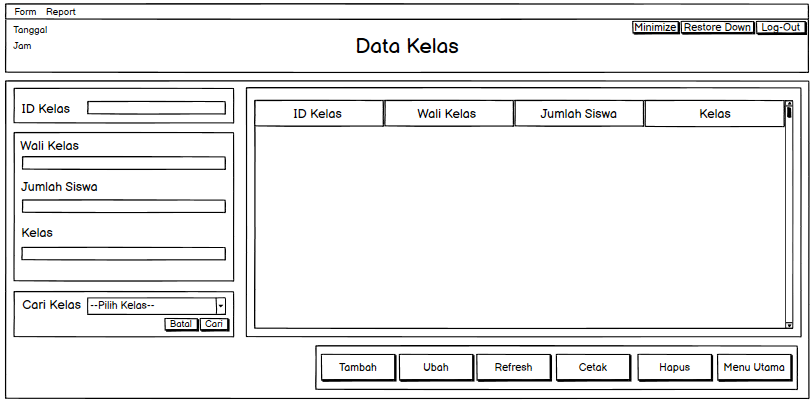 Form Report
Tanggal
Jam
Data Kelas
Minimize Restore Down Log-Out
ID Kelas
Wali Kelas
Jumlah Siswa
Kelas
Cari Kelas --Pilih Kelas--
Batal Cari
ID Kelas Wali Kelas Jumlah Siswa Kelas
Tambah Ubah Refresh Cetak Hapus Menu Utama